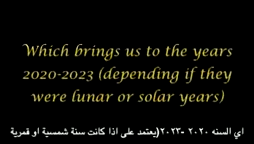 Which brings us to the years
2020-2023 (depending if they
were lunar or solar years)
اي السنه ٢٠٢٠ -٢٠٢٣(يعتمد على اذا كانت سنة شمسية او قمرية